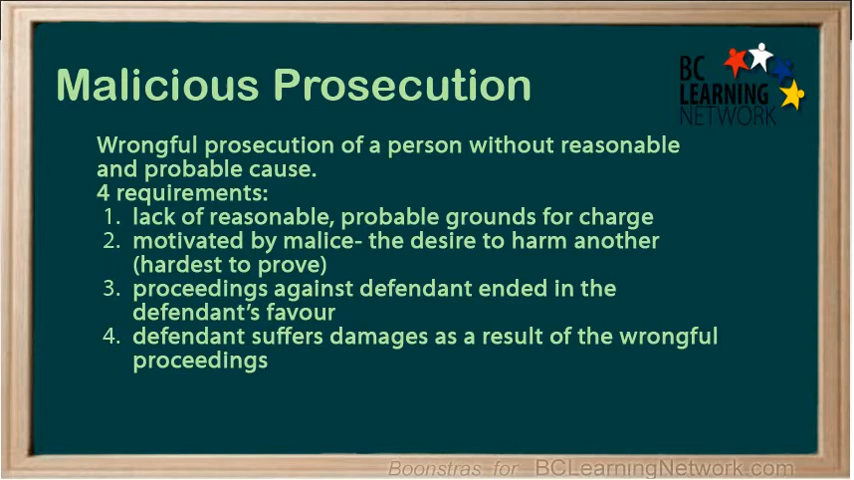 Malicious Prosecution
BC
LEARNING
NETWORK
Wrongful prosecution of a person without reasonable
and probable cause.
4 requirements:
1. lack of reasonable, probable grounds for charge
2. motivated by malice- the desire to harm another
(hardest to prove)
3. proceedings against defendant ended in the
defendant's favour
4. defendant suffers damages as a result of the wrongful
proceedings
Boonstras for BCLearningNetwork.com